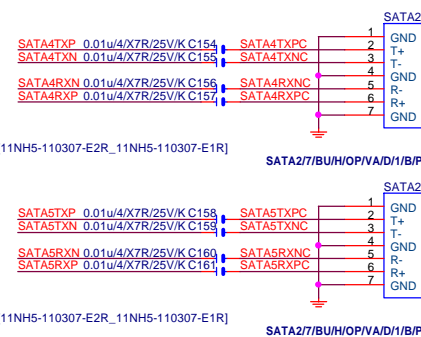 SATA2
SATA4TXP 0.01u/4/X7R/25V/K C154 SATA4TXPC 1 GND
SATA4TXN 0.01u/4/X7R/25V/K C155 SATA4TXNC 2 T+
3 T-
4 GND
SATA4RXN 0.01u/4/X7R/25V/K C156 SATA4RXNC 5 R-
SATA4RXP 0.01u/4/X7R/25V/K C157 SATA4RXPC 6 R+
7 GND
11NH5-110307-E2R_11NH5-110307-E1R]
SATA2/7/BU/H/OP/VA/D/1/B/P
SATA2
SATA5TXP 0.01u/4/X7R/25V/K C158 SATA5TXPC 1 GND
SATA5TXN 0.01u/4/X7R/25V/K C159 SATA5TXNC 2 T+
3 T-
4 GND
SATA5RXN 0.01u/4/X7R/25V/K C160 SATA5RXNC 5 R-
SATA5RXP 0.01u/4/X7R/25V/K C161 SATA5RXPC 6 R+
7 GND
11NH5-110307-E2R_11NH5-110307-E1R]
SATA2/7/BU/H/OP/VA/D/1/B/P